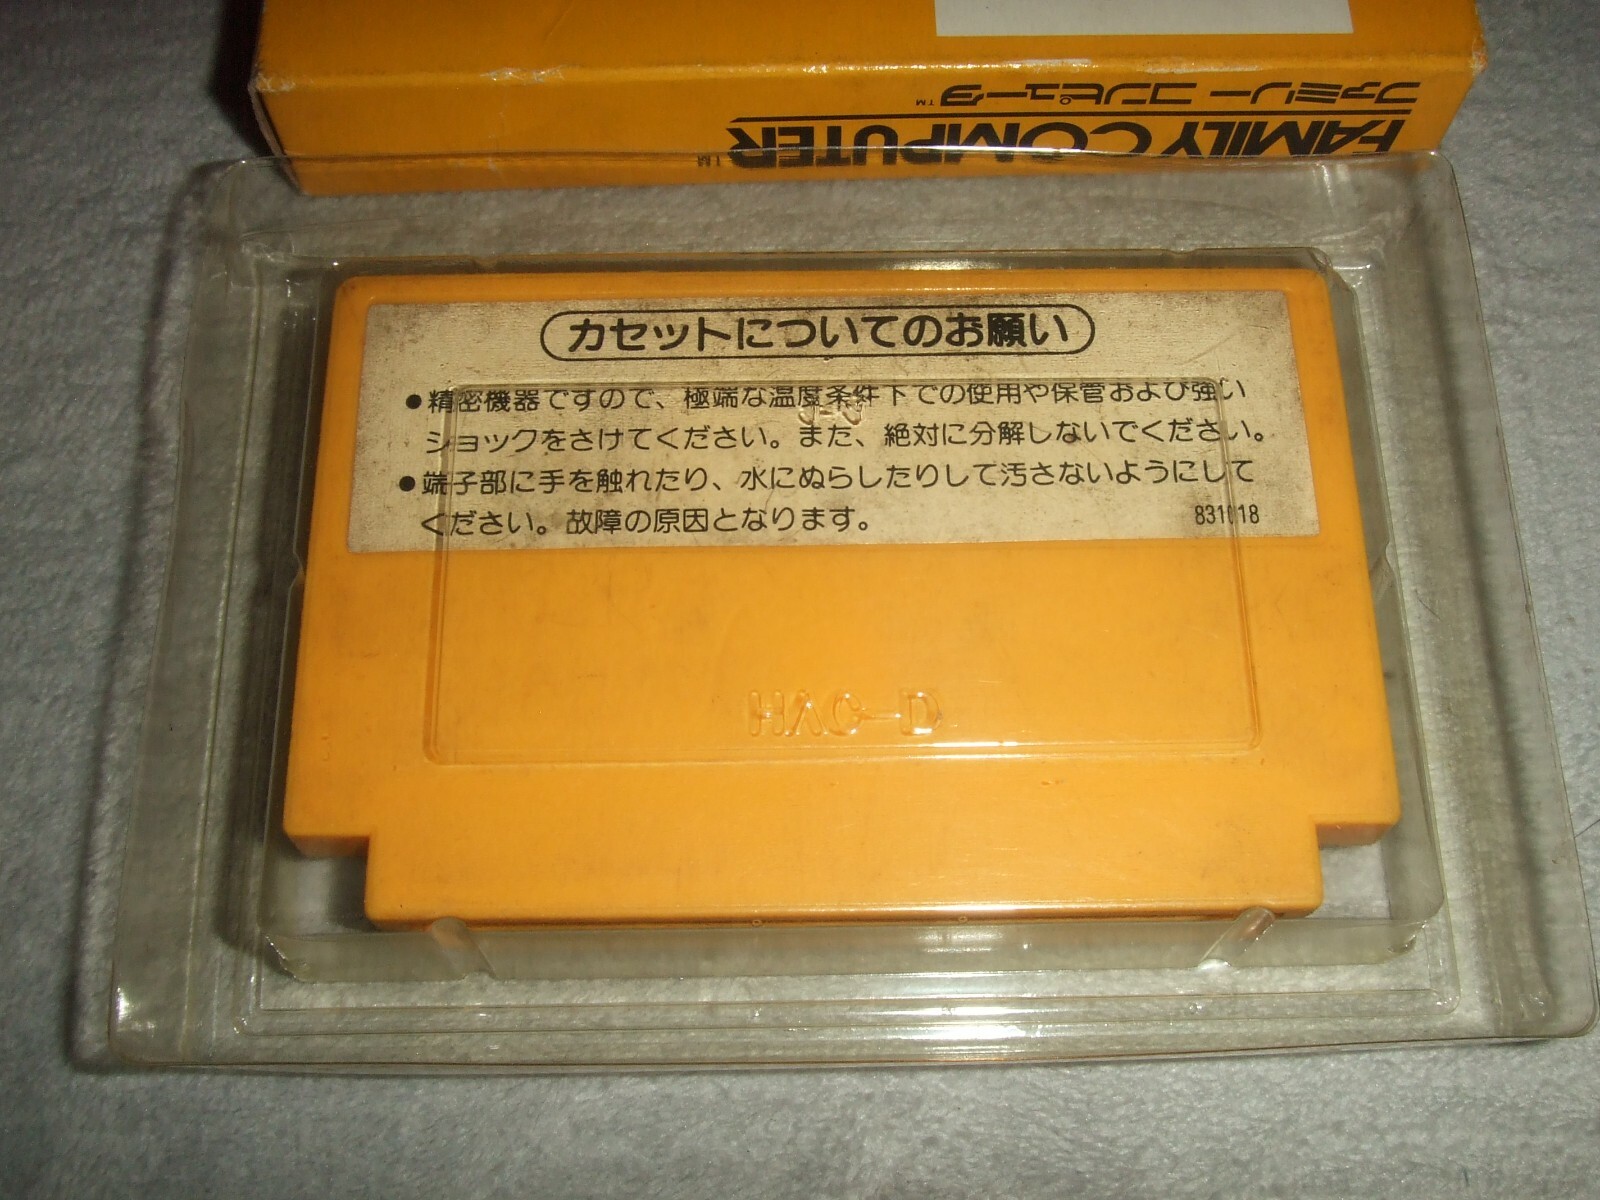 ファミリー コンピュータ™
FAMILY COMPUTER™
カセットについてのお願い
●精密機器ですので、極端な温度条件下での使用や保管および強い
ショックをさけてください。また、絶対に分解しないでください。
●端子部に手を触れたり、水にぬらしたりして汚さないようにして
ください。故障の原因となります。
831018